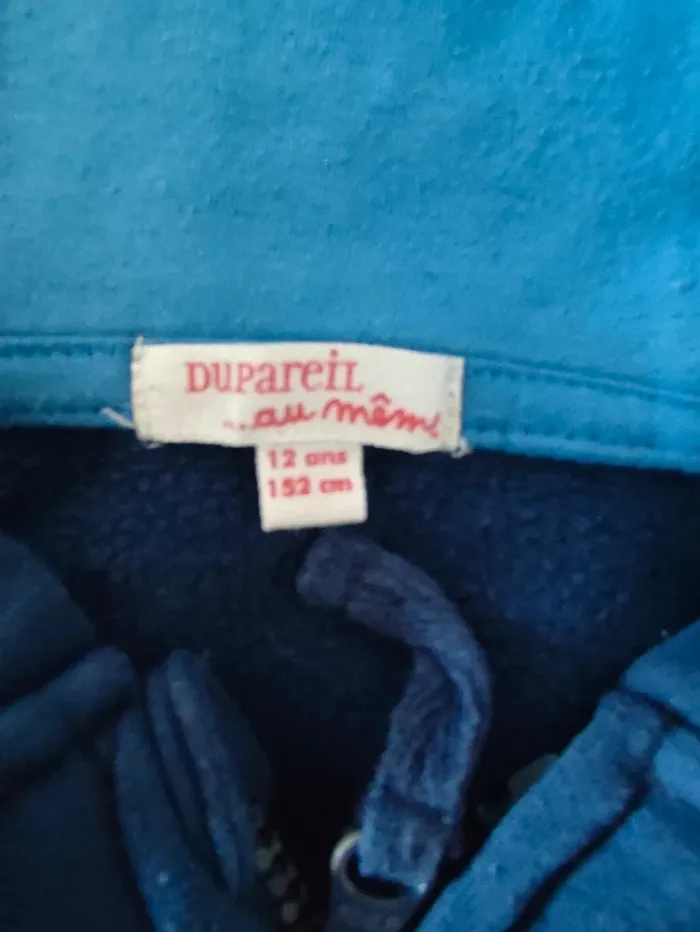 DUPAREIL
...au même
12 ans
152 cm